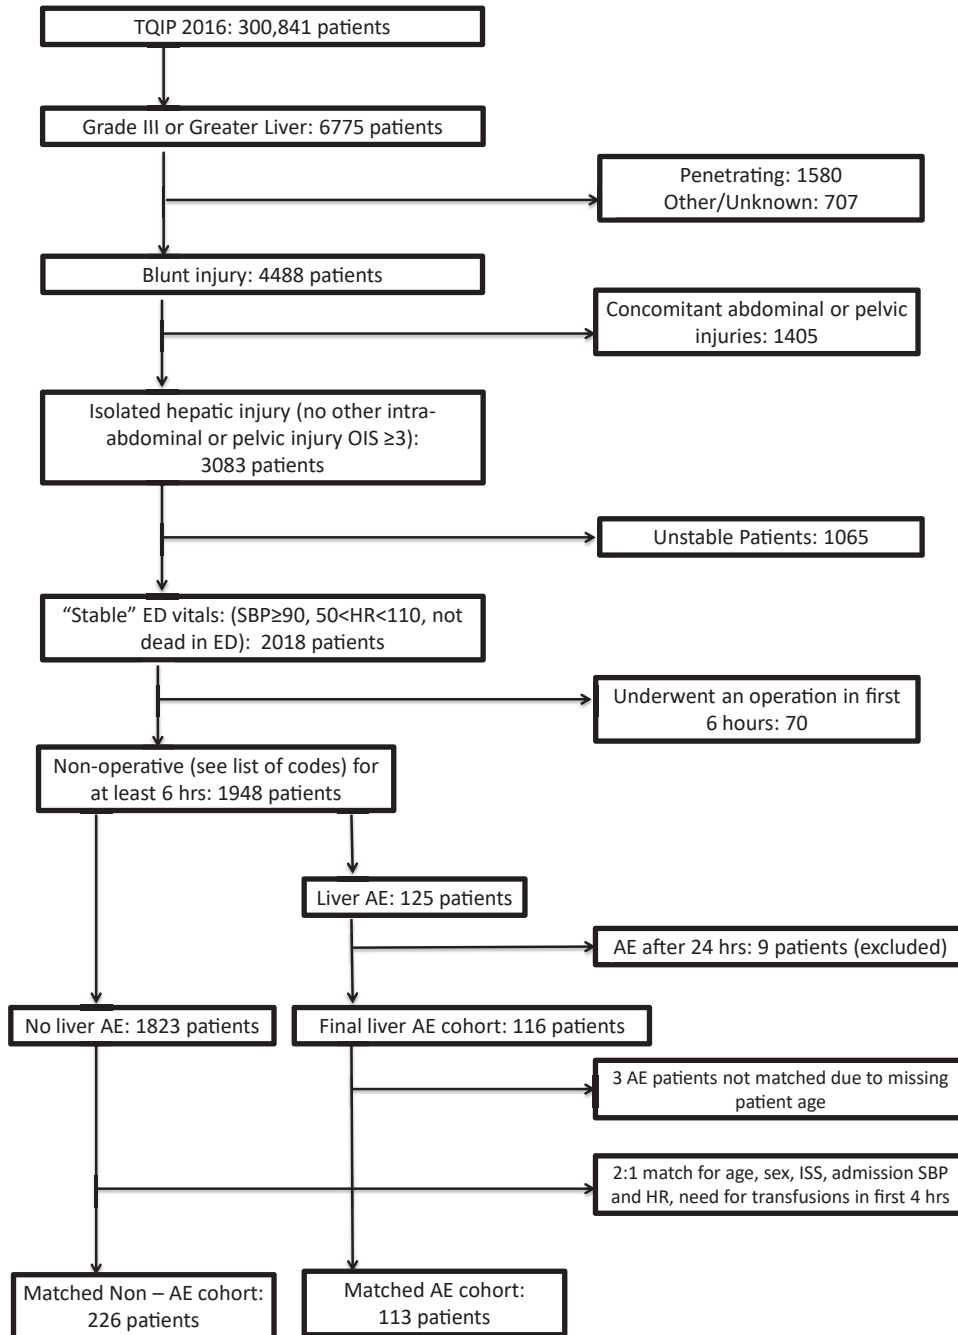 TQIP 2016: 300,841 patients
Grade III or Greater Liver: 6775 patients
Penetrating: 1580
Other/Unknown: 707
Blunt injury: 4488 patients
Concomitant abdominal or pelvic
injuries: 1405
Isolated hepatic injury (no other intra-
abdominal or pelvic injury OIS ≥3):
3083 patients
Unstable Patients: 1065
“Stable” ED vitals: (SBP≥90, 50<HR<110, not
dead in ED): 2018 patients
Underwent an operation in first
6 hours: 70
Non-operative (see list of codes) for
at least 6 hrs: 1948 patients
Liver AE: 125 patients
AE after 24 hrs: 9 patients (excluded)
No liver AE: 1823 patients
Final liver AE cohort: 116 patients
3 AE patients not matched due to missing
patient age
2:1 match for age, sex, ISS, admission SBP
and HR, need for transfusions in first 4 hrs
Matched Non – AE cohort:
226 patients
Matched AE cohort:
113 patients